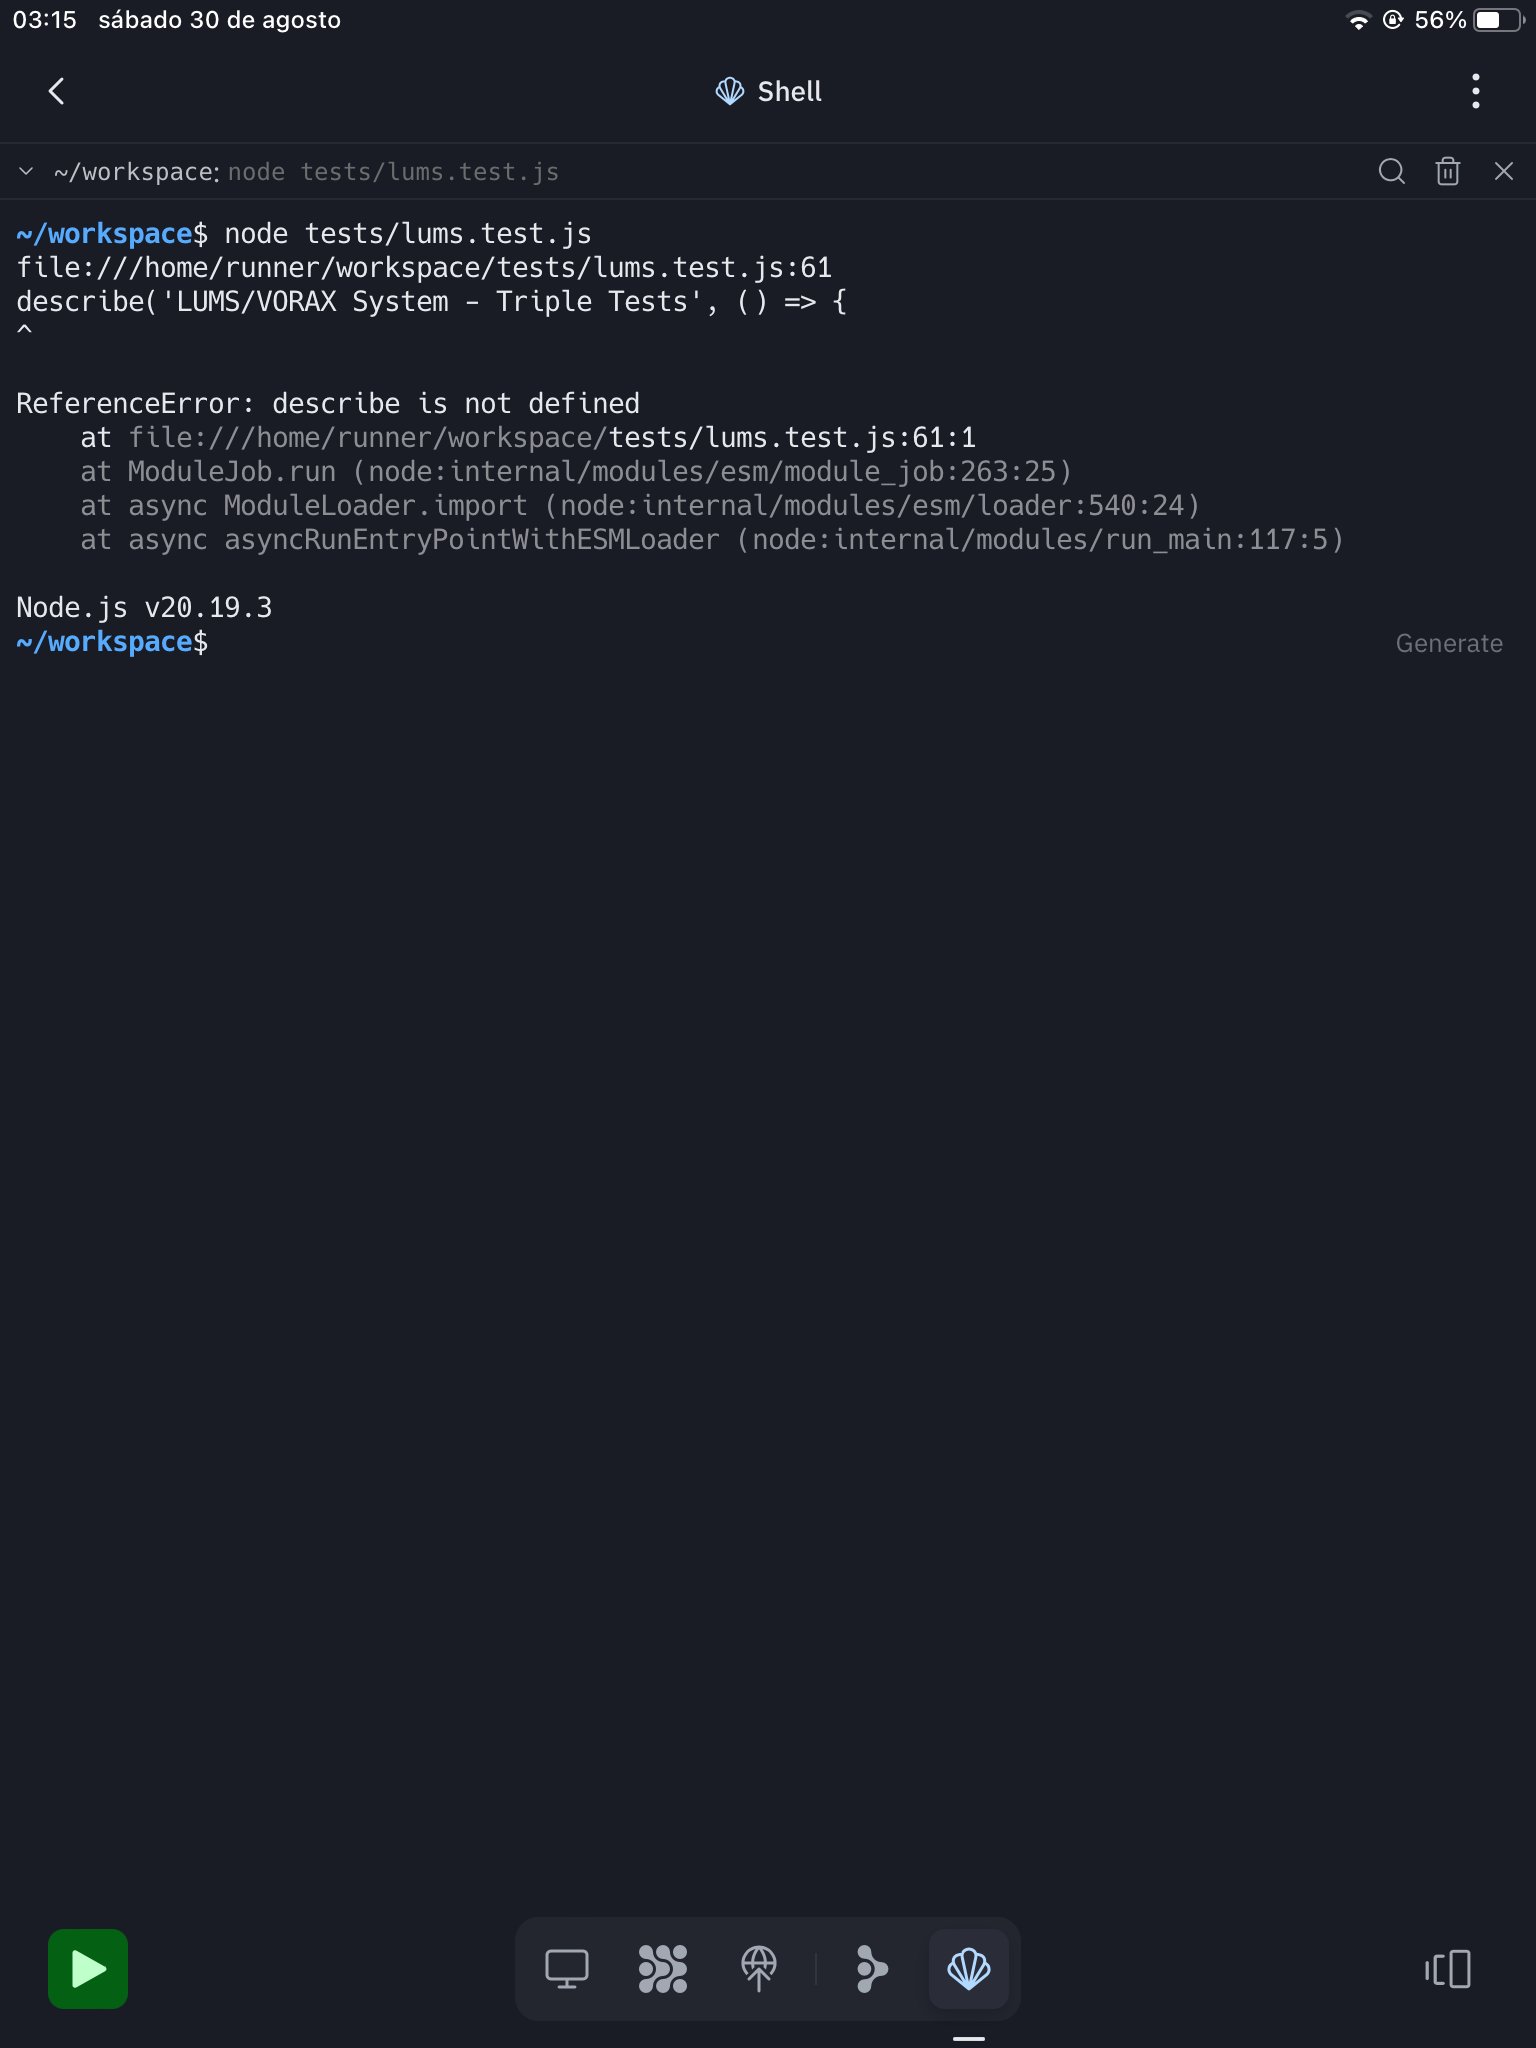 03:15 sábado 30 de agosto 56%
Shell
~/workspace: node tests/lums.test.js
~/workspace$ node tests/lums.test.js
file:///home/runner/workspace/tests/lums.test.js:61
describe('LUMS/VORAX System - Triple Tests', () => {
^
ReferenceError: describe is not defined
    at file:///home/runner/workspace/tests/lums.test.js:61:1
    at ModuleJob.run (node:internal/modules/esm/module_job:263:25)
    at async ModuleLoader.import (node:internal/modules/esm/loader:540:24)
    at async asyncRunEntryPointWithESMLoader (node:internal/modules/run_main:117:5)
Node.js v20.19.3
~/workspace$ Generate